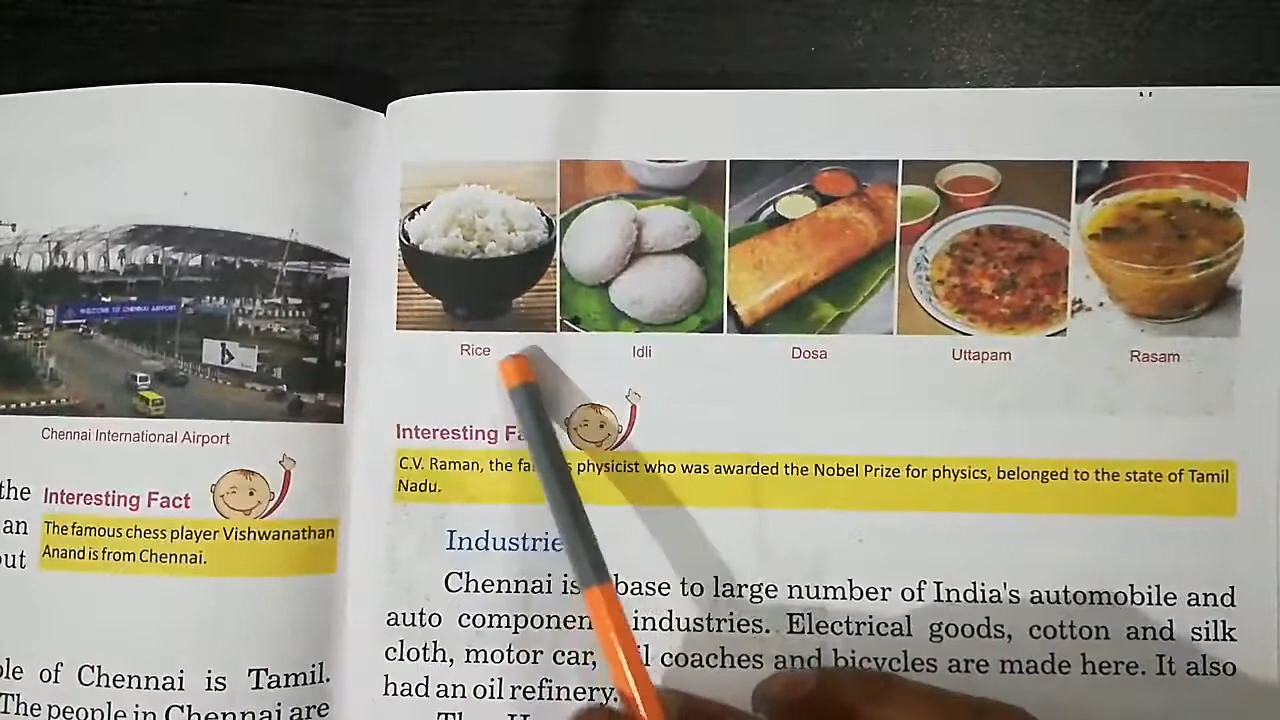 WELCOME TO CHENNAI AIRPORT
Chennai International Airport
the
an
out
Interesting Fact
The famous chess player Vishwanathan
Anand is from Chennai.
ple of Chennai is Tamil.
The people in Chennai are
Rice
Idli
Dosa
Uttapam
Rasam
Interesting Fa
C.V. Raman, the fa s physicist who was awarded the Nobel Prize for physics, belonged to the state of Tamil
Nadu.
Industrie
Chennai is base to large number of India's automobile and
auto componen industries. Electrical goods, cotton and silk
cloth, motor car, l coaches and bicycles are made here. It also
had an oil refinery.